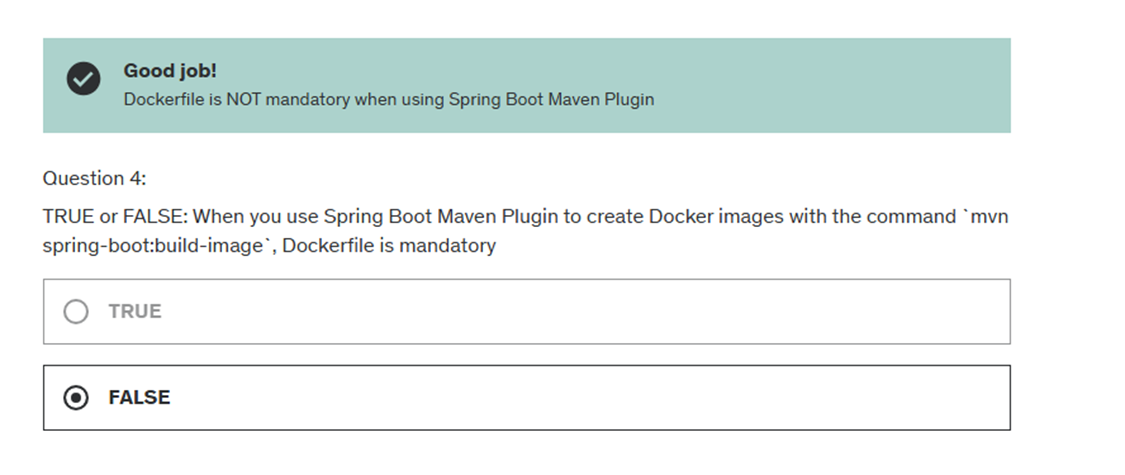 Good job!
Dockerfile is NOT mandatory when using Spring Boot Maven Plugin
Question 4:
TRUE or FALSE: When you use Spring Boot Maven Plugin to create Docker images with the command `mvn
spring-boot:build-image`, Dockerfile is mandatory
TRUE
FALSE